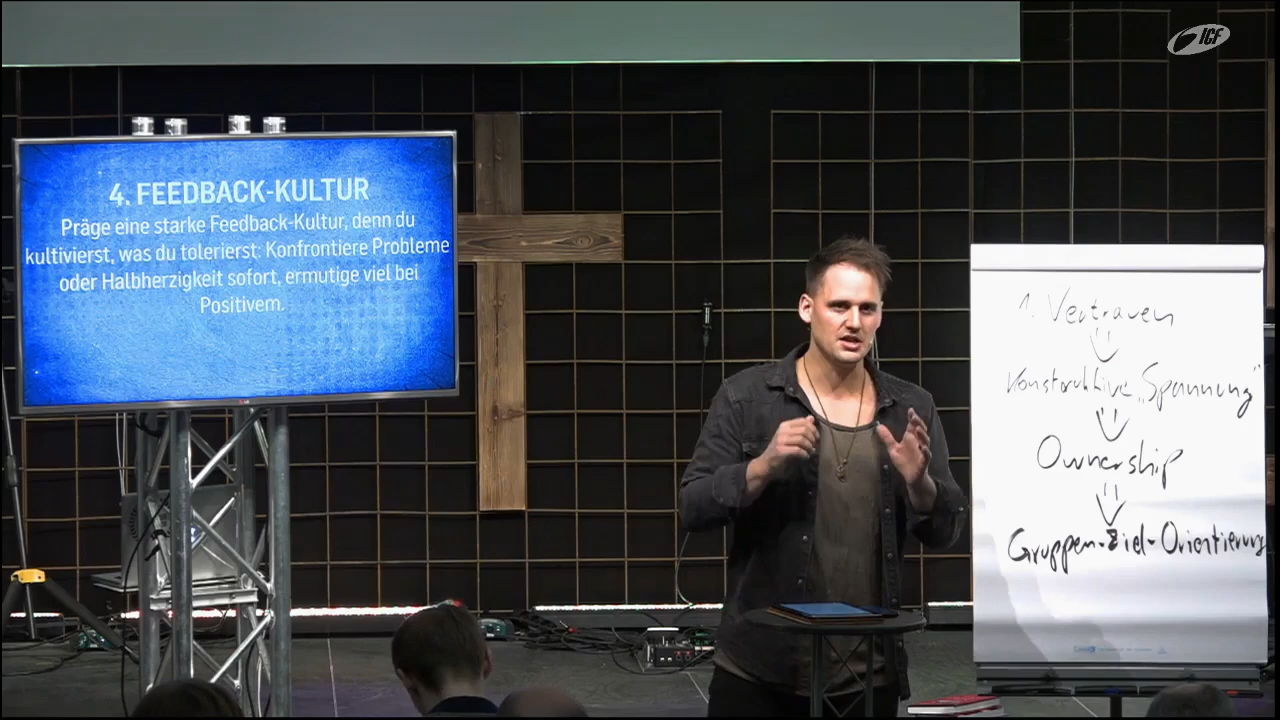 ICF
4. FEEDBACK-KULTUR
Präge eine starke Feedback-Kultur, denn du
kultivierst, was du tolerierst: Konfrontiere Probleme
oder Halbherzigkeit sofort, ermutige viel bei
Positivem.
1. Vertrauen
Konstruktive „Spannung"
Ownership
Gruppen-Ziel-Orientierung